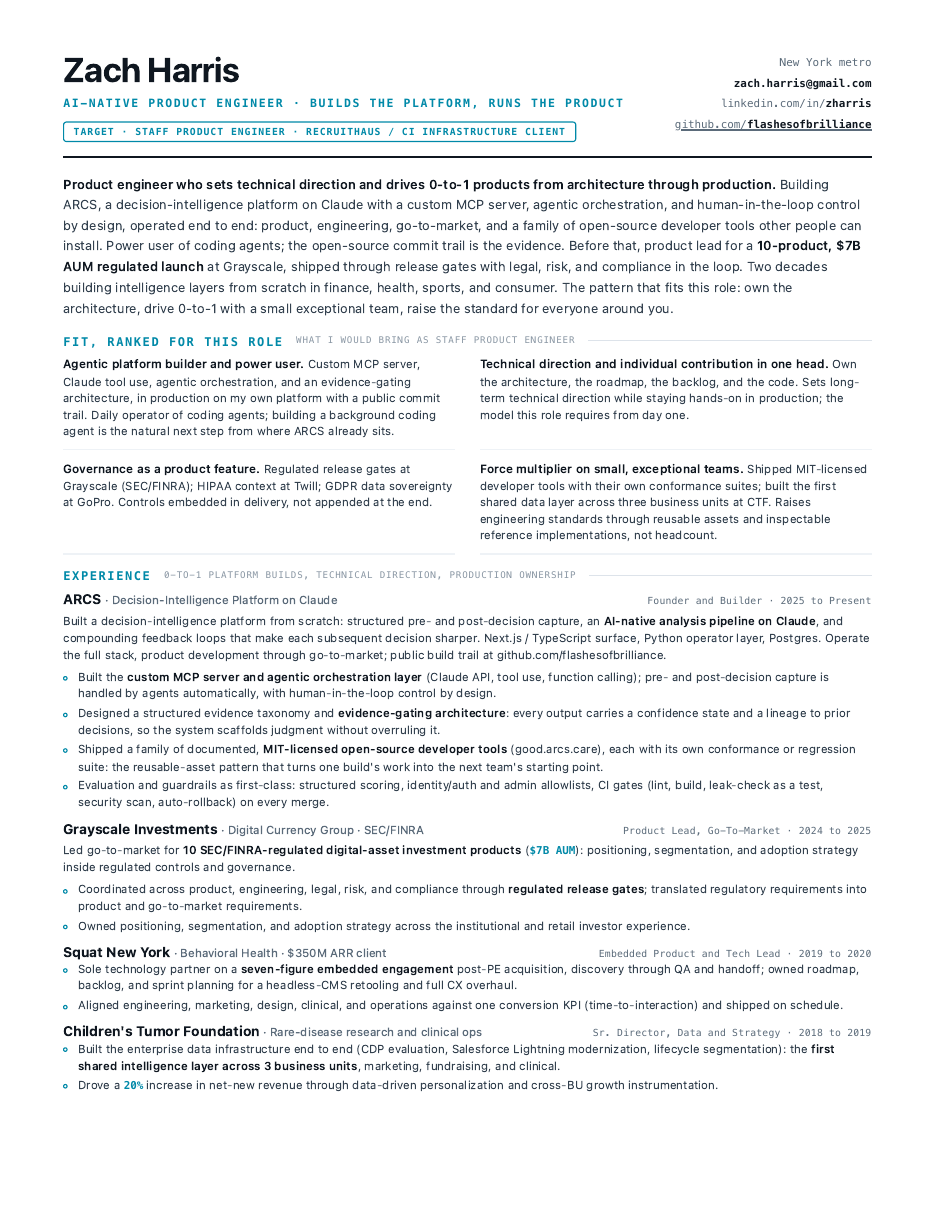 Zach Harris
AI-NATIVE PRODUCT ENGINEER · BUILDS THE PLATFORM, RUNS THE PRODUCT
TARGET · STAFF PRODUCT ENGINEER · RECRUITHAUS / CI INFRASTRUCTURE CLIENT
New York metro
zach.harris@gmail.com
linkedin.com/in/zharris
github.com/flashesofbrilliance
Product engineer who sets technical direction and drives 0-to-1 products from architecture through production. Building
ARCS, a decision-intelligence platform on Claude with a custom MCP server, agentic orchestration, and human-in-the-loop control
by design, operated end to end: product, engineering, go-to-market, and a family of open-source developer tools other people can
install. Power user of coding agents; the open-source commit trail is the evidence. Before that, product lead for a 10-product, $7B
AUM regulated launch at Grayscale, shipped through release gates with legal, risk, and compliance in the loop. Two decades
building intelligence layers from scratch in finance, health, sports, and consumer. The pattern that fits this role: own the
architecture, drive 0-to-1 with a small exceptional team, raise the standard for everyone around you.
FIT, RANKED FOR THIS ROLE WHAT I WOULD BRING AS STAFF PRODUCT ENGINEER
Agentic platform builder and power user. Custom MCP server,
Claude tool use, agentic orchestration, and an evidence-gating
architecture, in production on my own platform with a public commit
trail. Daily operator of coding agents; building a background coding
agent is the natural next step from where ARCS already sits.
Technical direction and individual contribution in one head. Own
the architecture, the roadmap, the backlog, and the code. Sets long-
term technical direction while staying hands-on in production; the
model this role requires from day one.
Governance as a product feature. Regulated release gates at
Grayscale (SEC/FINRA); HIPAA context at Twill; GDPR data sovereignty
at GoPro. Controls embedded in delivery, not appended at the end.
Force multiplier on small, exceptional teams. Shipped MIT-licensed
developer tools with their own conformance suites; built the first
shared data layer across three business units at CTF. Raises
engineering standards through reusable assets and inspectable
reference implementations, not headcount.
EXPERIENCE 0-TO-1 PLATFORM BUILDS, TECHNICAL DIRECTION, PRODUCTION OWNERSHIP
ARCS · Decision-Intelligence Platform on Claude Founder and Builder · 2025 to Present
Built a decision-intelligence platform from scratch: structured pre- and post-decision capture, an AI-native analysis pipeline on Claude, and
compounding feedback loops that make each subsequent decision sharper. Next.js / TypeScript surface, Python operator layer, Postgres. Operate
the full stack, product development through go-to-market; public build trail at github.com/flashesofbrilliance.
Built the custom MCP server and agentic orchestration layer (Claude API, tool use, function calling); pre- and post-decision capture is
handled by agents automatically, with human-in-the-loop control by design.
Designed a structured evidence taxonomy and evidence-gating architecture: every output carries a confidence state and a lineage to prior
decisions, so the system scaffolds judgment without overruling it.
Shipped a family of documented, MIT-licensed open-source developer tools (good.arcs.care), each with its own conformance or regression
suite: the reusable-asset pattern that turns one build's work into the next team's starting point.
Evaluation and guardrails as first-class: structured scoring, identity/auth and admin allowlists, CI gates (lint, build, leak-check as a test,
security scan, auto-rollback) on every merge.
Grayscale Investments · Digital Currency Group · SEC/FINRA Product Lead, Go-To-Market · 2024 to 2025
Led go-to-market for 10 SEC/FINRA-regulated digital-asset investment products ($7B AUM): positioning, segmentation, and adoption strategy
inside regulated controls and governance.
Coordinated across product, engineering, legal, risk, and compliance through regulated release gates; translated regulatory requirements into
product and go-to-market requirements.
Owned positioning, segmentation, and adoption strategy across the institutional and retail investor experience.
Squat New York · Behavioral Health · $350M ARR client Embedded Product and Tech Lead · 2019 to 2020
Sole technology partner on a seven-figure embedded engagement post-PE acquisition, discovery through QA and handoff; owned roadmap,
backlog, and sprint planning for a headless-CMS retooling and full CX overhaul.
Aligned engineering, marketing, design, clinical, and operations against one conversion KPI (time-to-interaction) and shipped on schedule.
Children's Tumor Foundation · Rare-disease research and clinical ops Sr. Director, Data and Strategy · 2018 to 2019
Built the enterprise data infrastructure end to end (CDP evaluation, Salesforce Lightning modernization, lifecycle segmentation): the first
shared intelligence layer across 3 business units, marketing, fundraising, and clinical.
Drove a 20% increase in net-new revenue through data-driven personalization and cross-BU growth instrumentation.